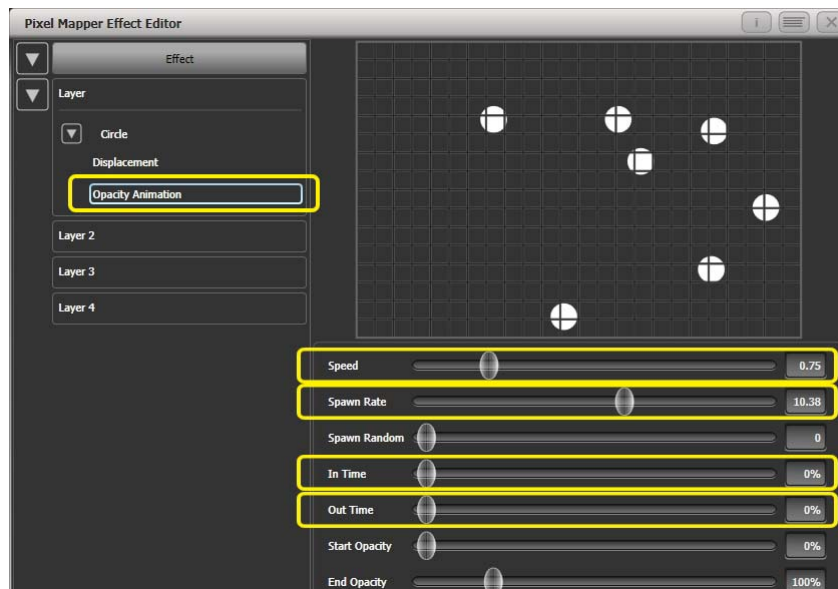 Pixel Mapper Effect Editor
Effect
Layer
Circle
Displacement
Opacity Animation
Layer 2
Layer 3
Layer 4
Speed 0.75
Spawn Rate 10.38
Spawn Random 0
In Time 0%
Out Time 0%
Start Opacity 0%
End Opacity 100%